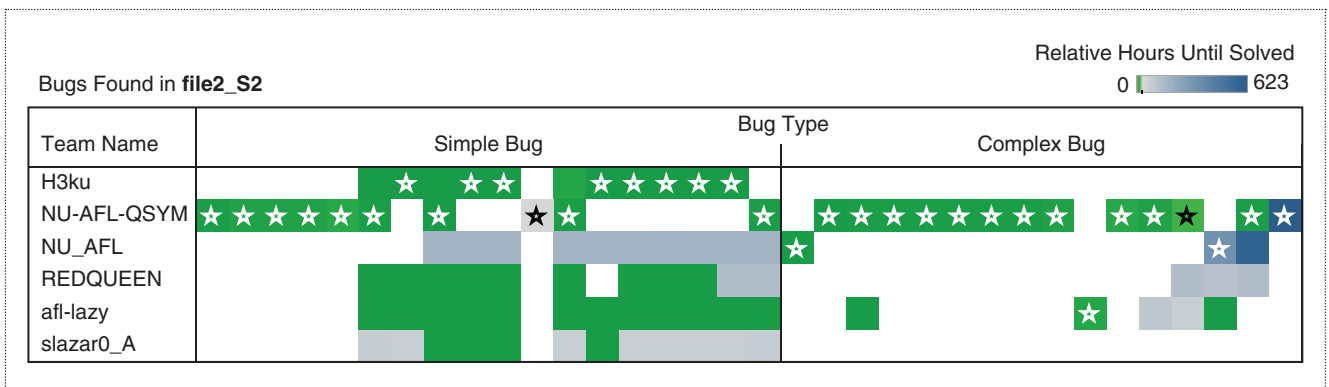 Relative Hours Until Solved
Bugs Found in file2_S2
0 623
Bug Type
Team Name Simple Bug Complex Bug
H3ku
NU-AFL-QSYM
NU_AFL
REDQUEEN
afl-lazy
slazar0_A